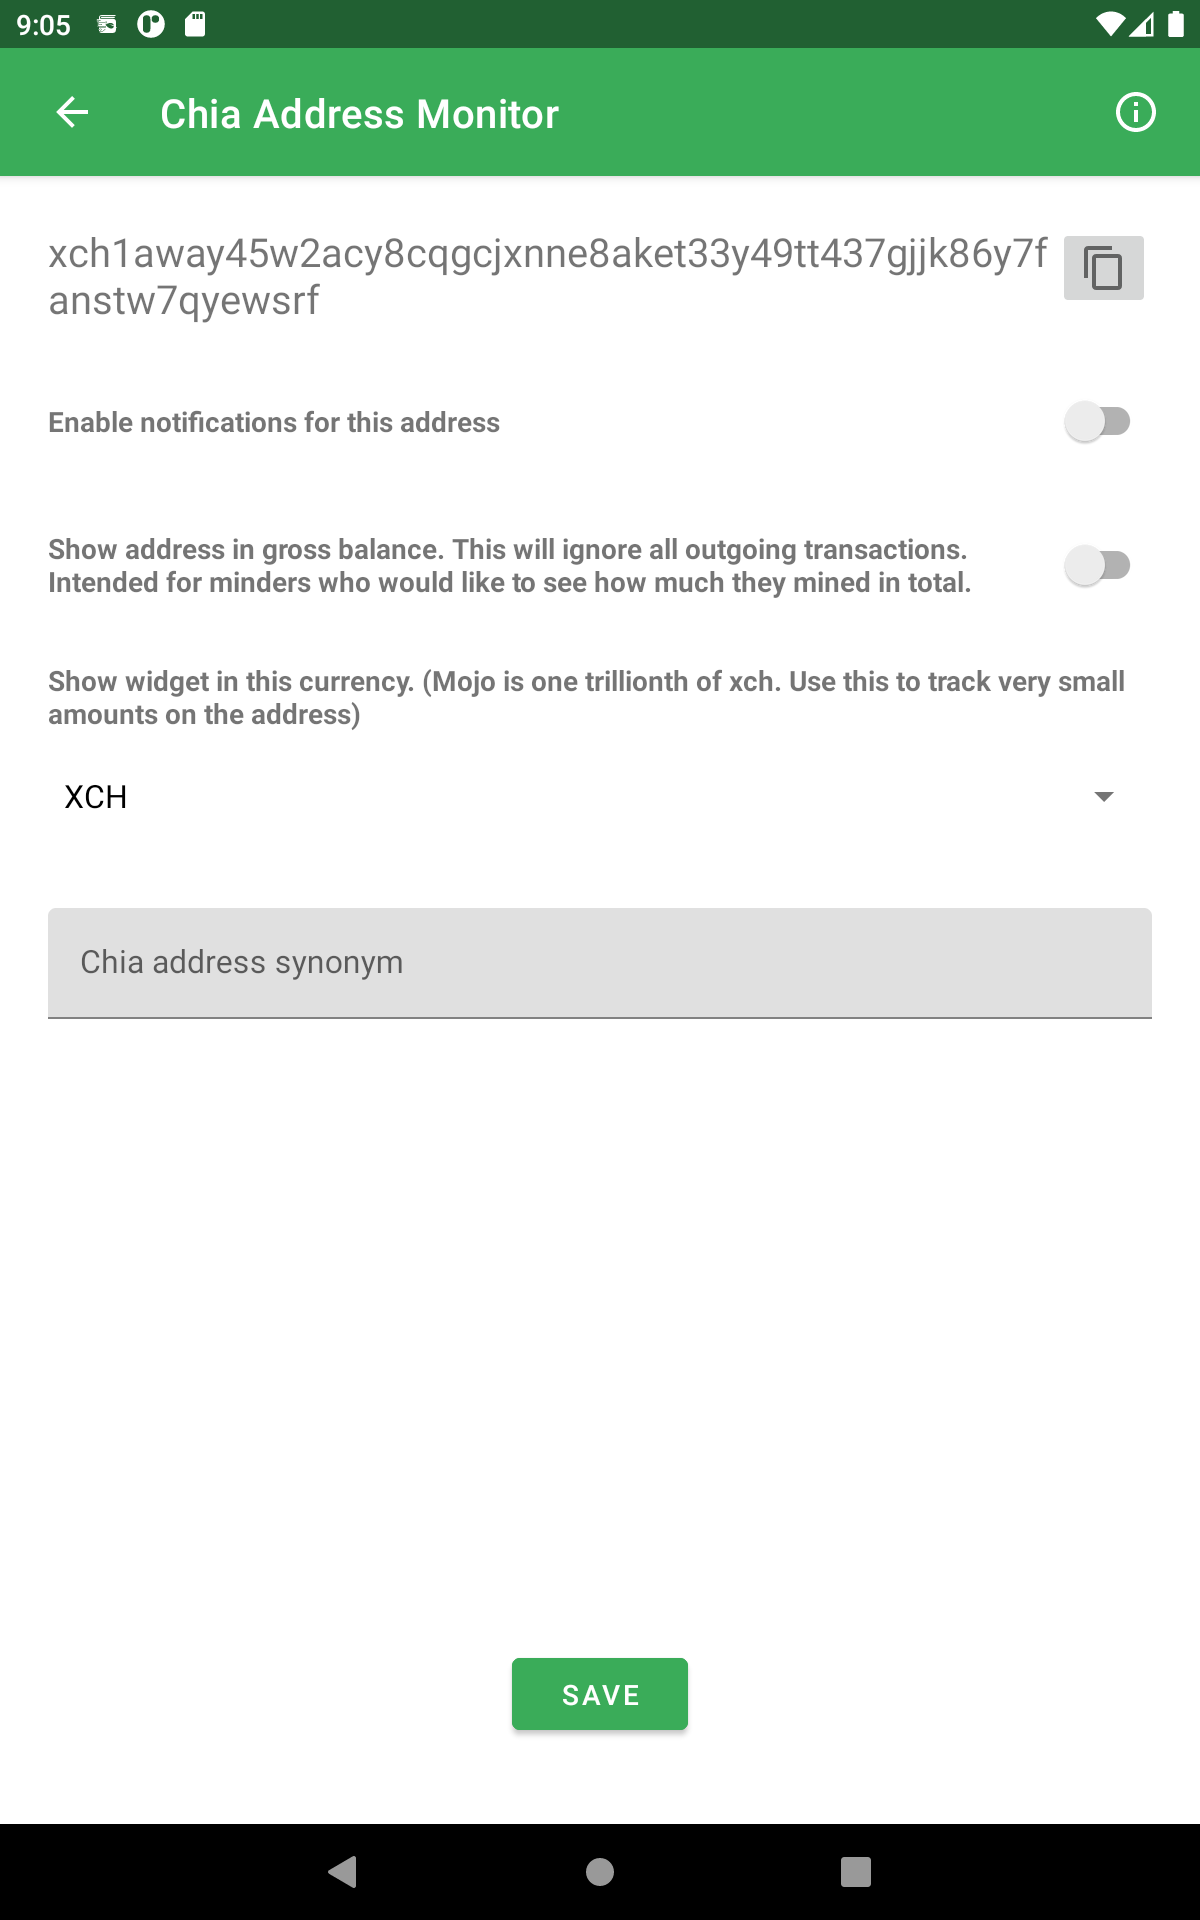 9:05
Chia Address Monitor
xch1away45w2acy8cqgcjxnne8aket33y49tt437gjjk86y7f
anstw7qyewsrf
Enable notifications for this address
Show address in gross balance. This will ignore all outgoing transactions.
Intended for minders who would like to see how much they mined in total.
Show widget in this currency. (Mojo is one trillionth of xch. Use this to track very small
amounts on the address)
XCH
Chia address synonym
SAVE